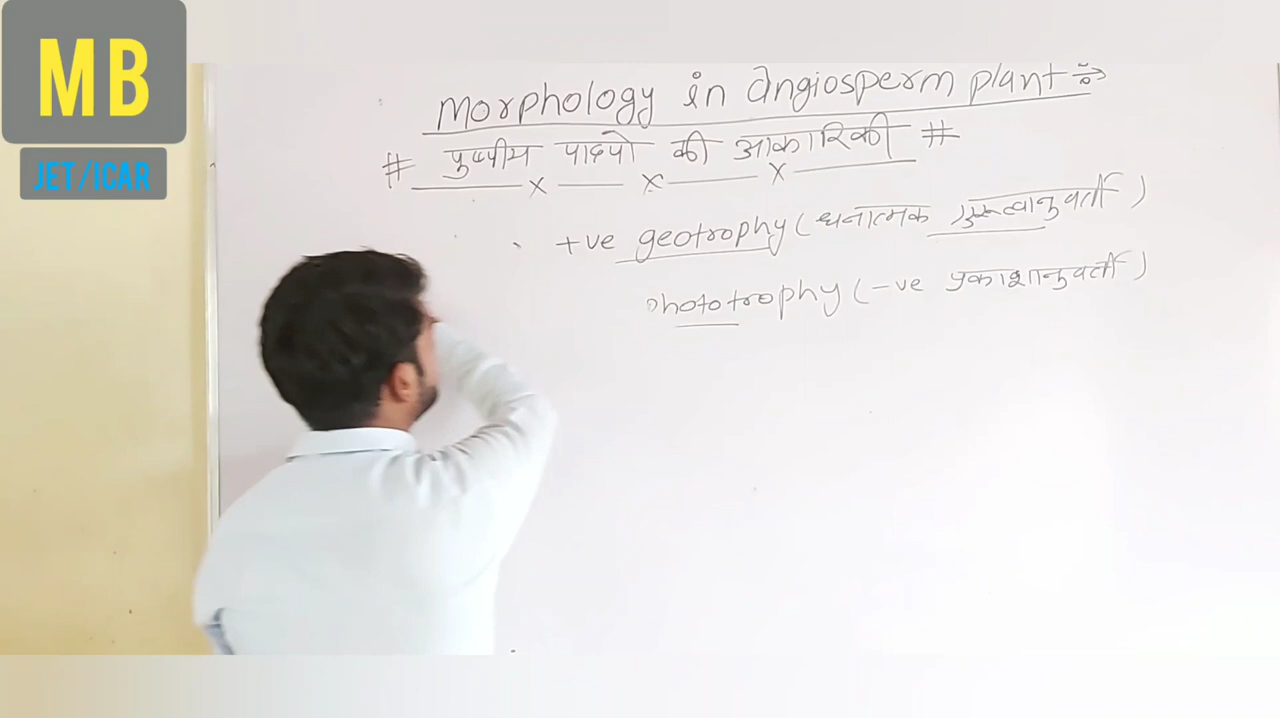 MB
JET/ICAR
Morphology in Angiosperm plant ÷>
# पुष्पीय पादपो की आकारिकी #
x x x
+ve geotrophy (धनात्मक गुरूत्वानुवर्ती)
Phototrophy (-ve प्रकाशानुवर्ती)